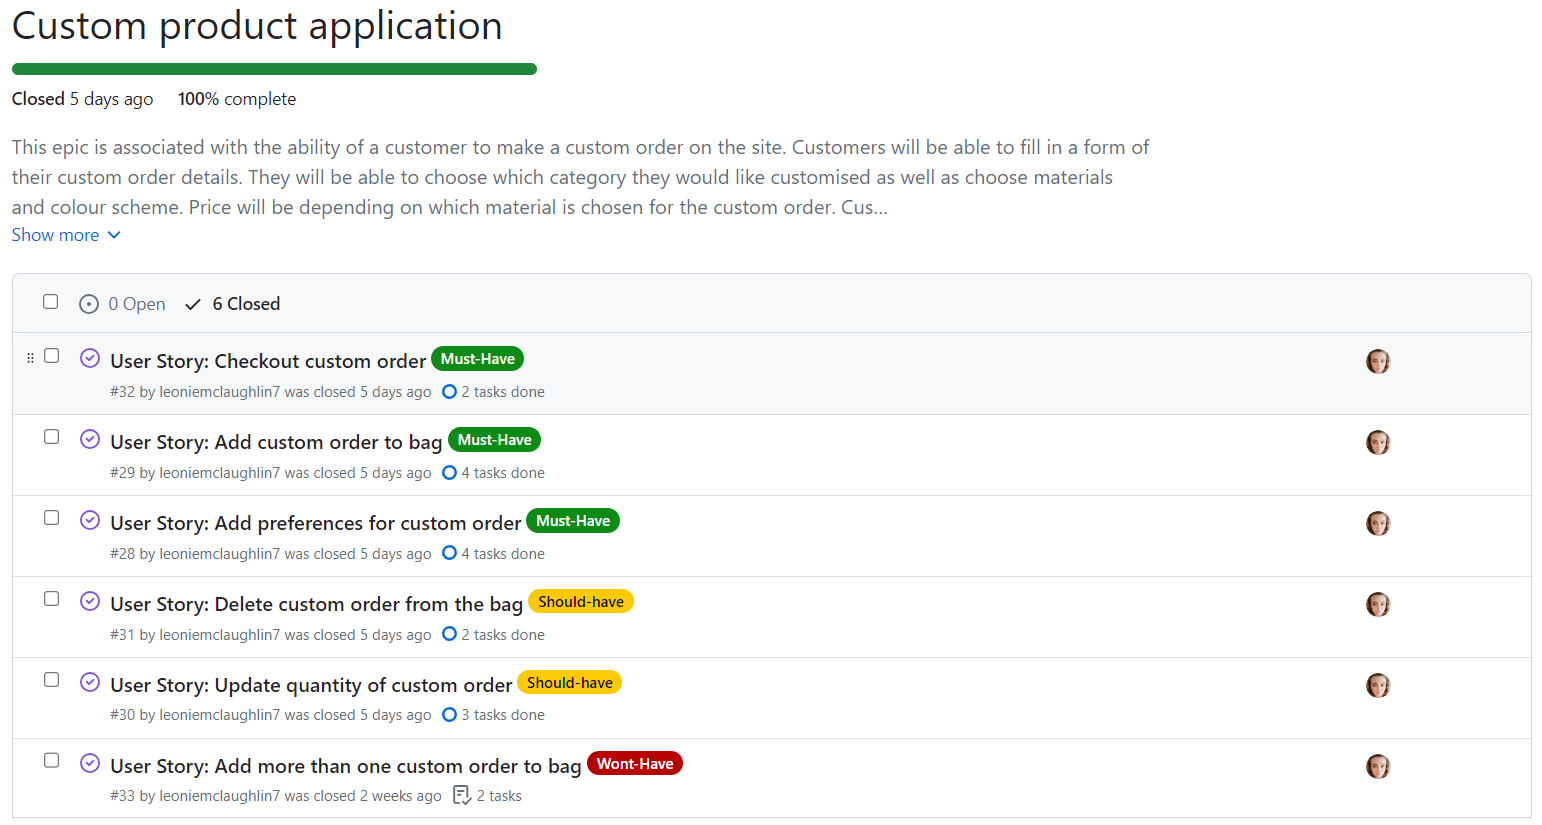 Custom product application
Closed 5 days ago 100% complete
This epic is associated with the ability of a customer to make a custom order on the site. Customers will be able to fill in a form of
their custom order details. They will be able to choose which category they would like customised as well as choose materials
and colour scheme. Price will be depending on which material is chosen for the custom order. Cus...
Show more
0 Open 6 Closed
User Story: Checkout custom order Must-Have
#32 by leoniemclaughlin7 was closed 5 days ago 2 tasks done
User Story: Add custom order to bag Must-Have
#29 by leoniemclaughlin7 was closed 5 days ago 4 tasks done
User Story: Add preferences for custom order Must-Have
#28 by leoniemclaughlin7 was closed 5 days ago 4 tasks done
User Story: Delete custom order from the bag Should-have
#31 by leoniemclaughlin7 was closed 5 days ago 2 tasks done
User Story: Update quantity of custom order Should-have
#30 by leoniemclaughlin7 was closed 5 days ago 3 tasks done
User Story: Add more than one custom order to bag Wont-Have
#33 by leoniemclaughlin7 was closed 2 weeks ago 2 tasks